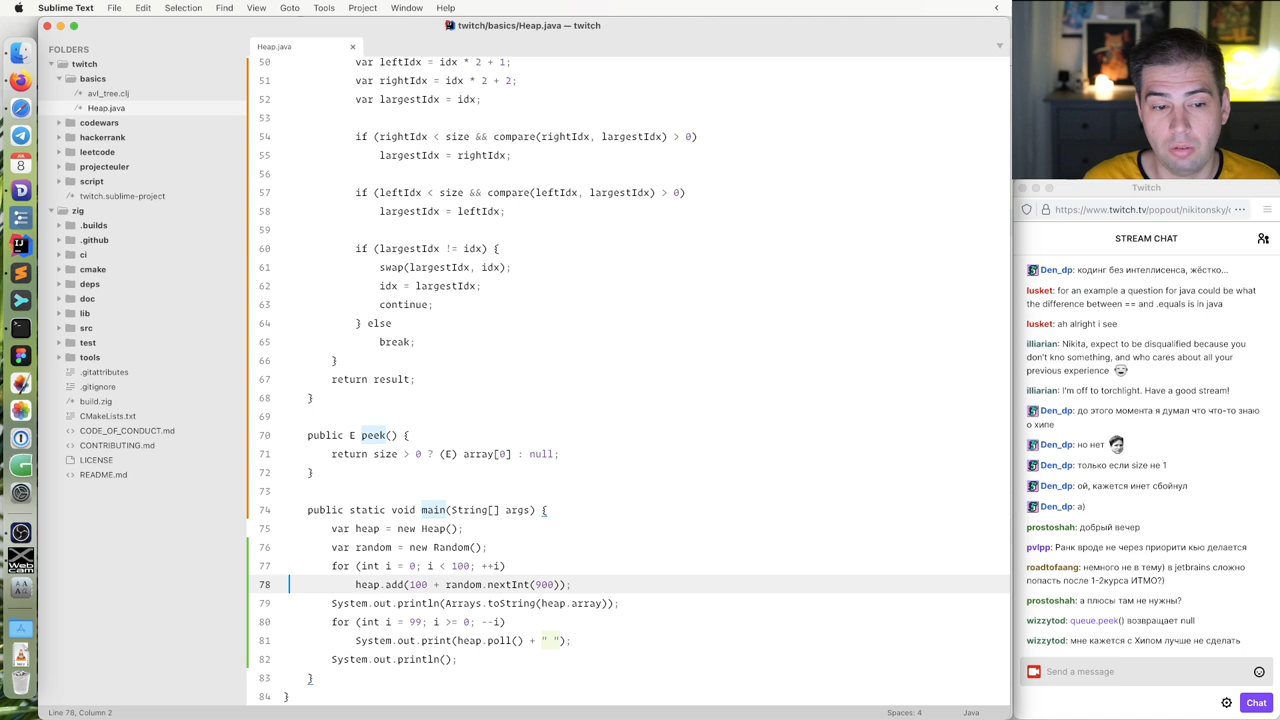 Sublime Text File Edit Selection Find View Goto Tools Project Window Help
twitch/basics/Heap.java — twitch
FOLDERS
twitch
basics
avl_tree.clj
Heap.java
codewars
hackerrank
leetcode
projecteuler
script
twitch.sublime-project
zig
.builds
.github
ci
cmake
deps
doc
lib
src
test
tools
.gitattributes
.gitignore
build.zig
CMakeLists.txt
CODE_OF_CONDUCT.md
CONTRIBUTING.md
LICENSE
README.md
Heap.java
50 var leftIdx = idx * 2 + 1;
51 var rightIdx = idx * 2 + 2;
52 var largestIdx = idx;
53
54 if (rightIdx < size && compare(rightIdx, largestIdx) > 0)
55 largestIdx = rightIdx;
56
57 if (leftIdx < size && compare(leftIdx, largestIdx) > 0)
58 largestIdx = leftIdx;
59
60 if (largestIdx != idx) {
61 swap(largestIdx, idx);
62 idx = largestIdx;
63 continue;
64 } else
65 break;
66 }
67 return result;
68 }
69
70 public E peek() {
71 return size > 0 ? (E) array[0] : null;
72 }
73
74 public static void main(String[] args) {
75 var heap = new Heap();
76 var random = new Random();
77 for (int i = 0; i < 100; ++i)
78 heap.add(100 + random.nextInt(900));
79 System.out.println(Arrays.toString(heap.array));
80 for (int i = 99; i >= 0; --i)
81 System.out.print(heap.poll() + " ");
82 System.out.println();
83 }
84 }
Line 78, Column 2
Spaces: 4
Java
Twitch
https://www.twitch.tv/popout/nikitonsky/
STREAM CHAT
Den_dp: кодинг без интеллисенса, жёстко...
lusket: for an example a question for java could be what
the difference between == and .equals is in java
lusket: ah alright i see
illiarian: Nikita, expect to be disqualified because you
don't kno something, and who cares about all your
previous experience
illiarian: I'm off to torchlight. Have a good stream!
Den_dp: до этого момента я думал что что-то знаю
о хипе
Den_dp: но нет
Den_dp: только если size не 1
Den_dp: ой, кажется инет сбойнул
Den_dp: а)
prostoshah: добрый вечер
pvlpp: Ранк вроде не через приорити кью делается
roadtofaang: немного не в тему) в jetbrains сложно
попасть после 1-2курса ИТМО?)
prostoshah: а плюсы там не нужны?
wizzytod: queue.peek() возвращает null
wizzytod: мне кажется с Хипом лучше не сделать
Send a message
Chat